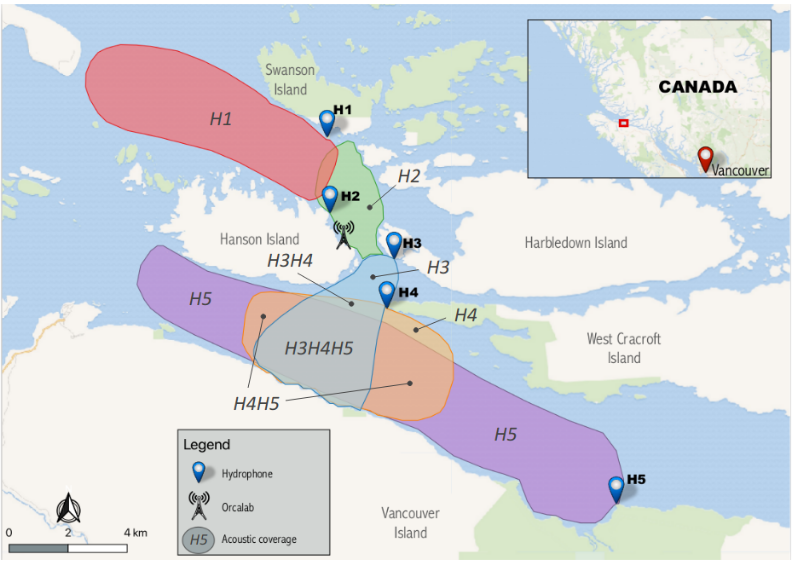 Swanson
Island
H1
H1
CANADA
Vancouver
H2
H2
Hanson Island
H3
Harbledown Island
H3H4
H3
H5
H4
H4
West Cracroft
Island
H3H4H5
H4H5
H5
H5
Legend
Hydrophone
Orcalab
H5
Acoustic coverage
Vancouver
Island
0
2
4 km